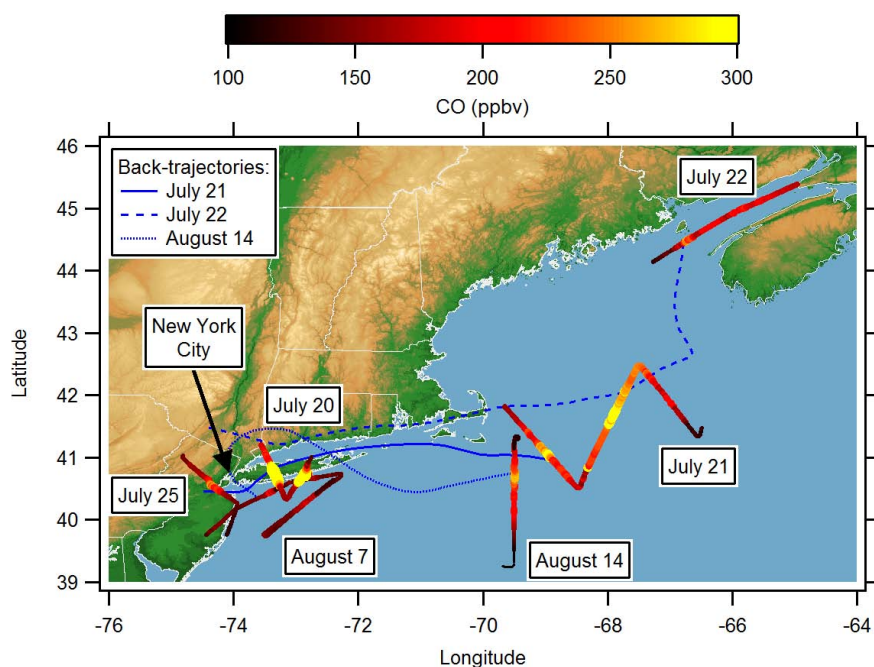 100 150 200 250 300
CO (ppbv)
46
45
44
43
42
41
40
39
Latitude
Back-trajectories:
July 21
July 22
August 14
July 22
New York
City
July 20
July 21
July 25
August 7
August 14
-76 -74 -72 -70 -68 -66 -64
Longitude